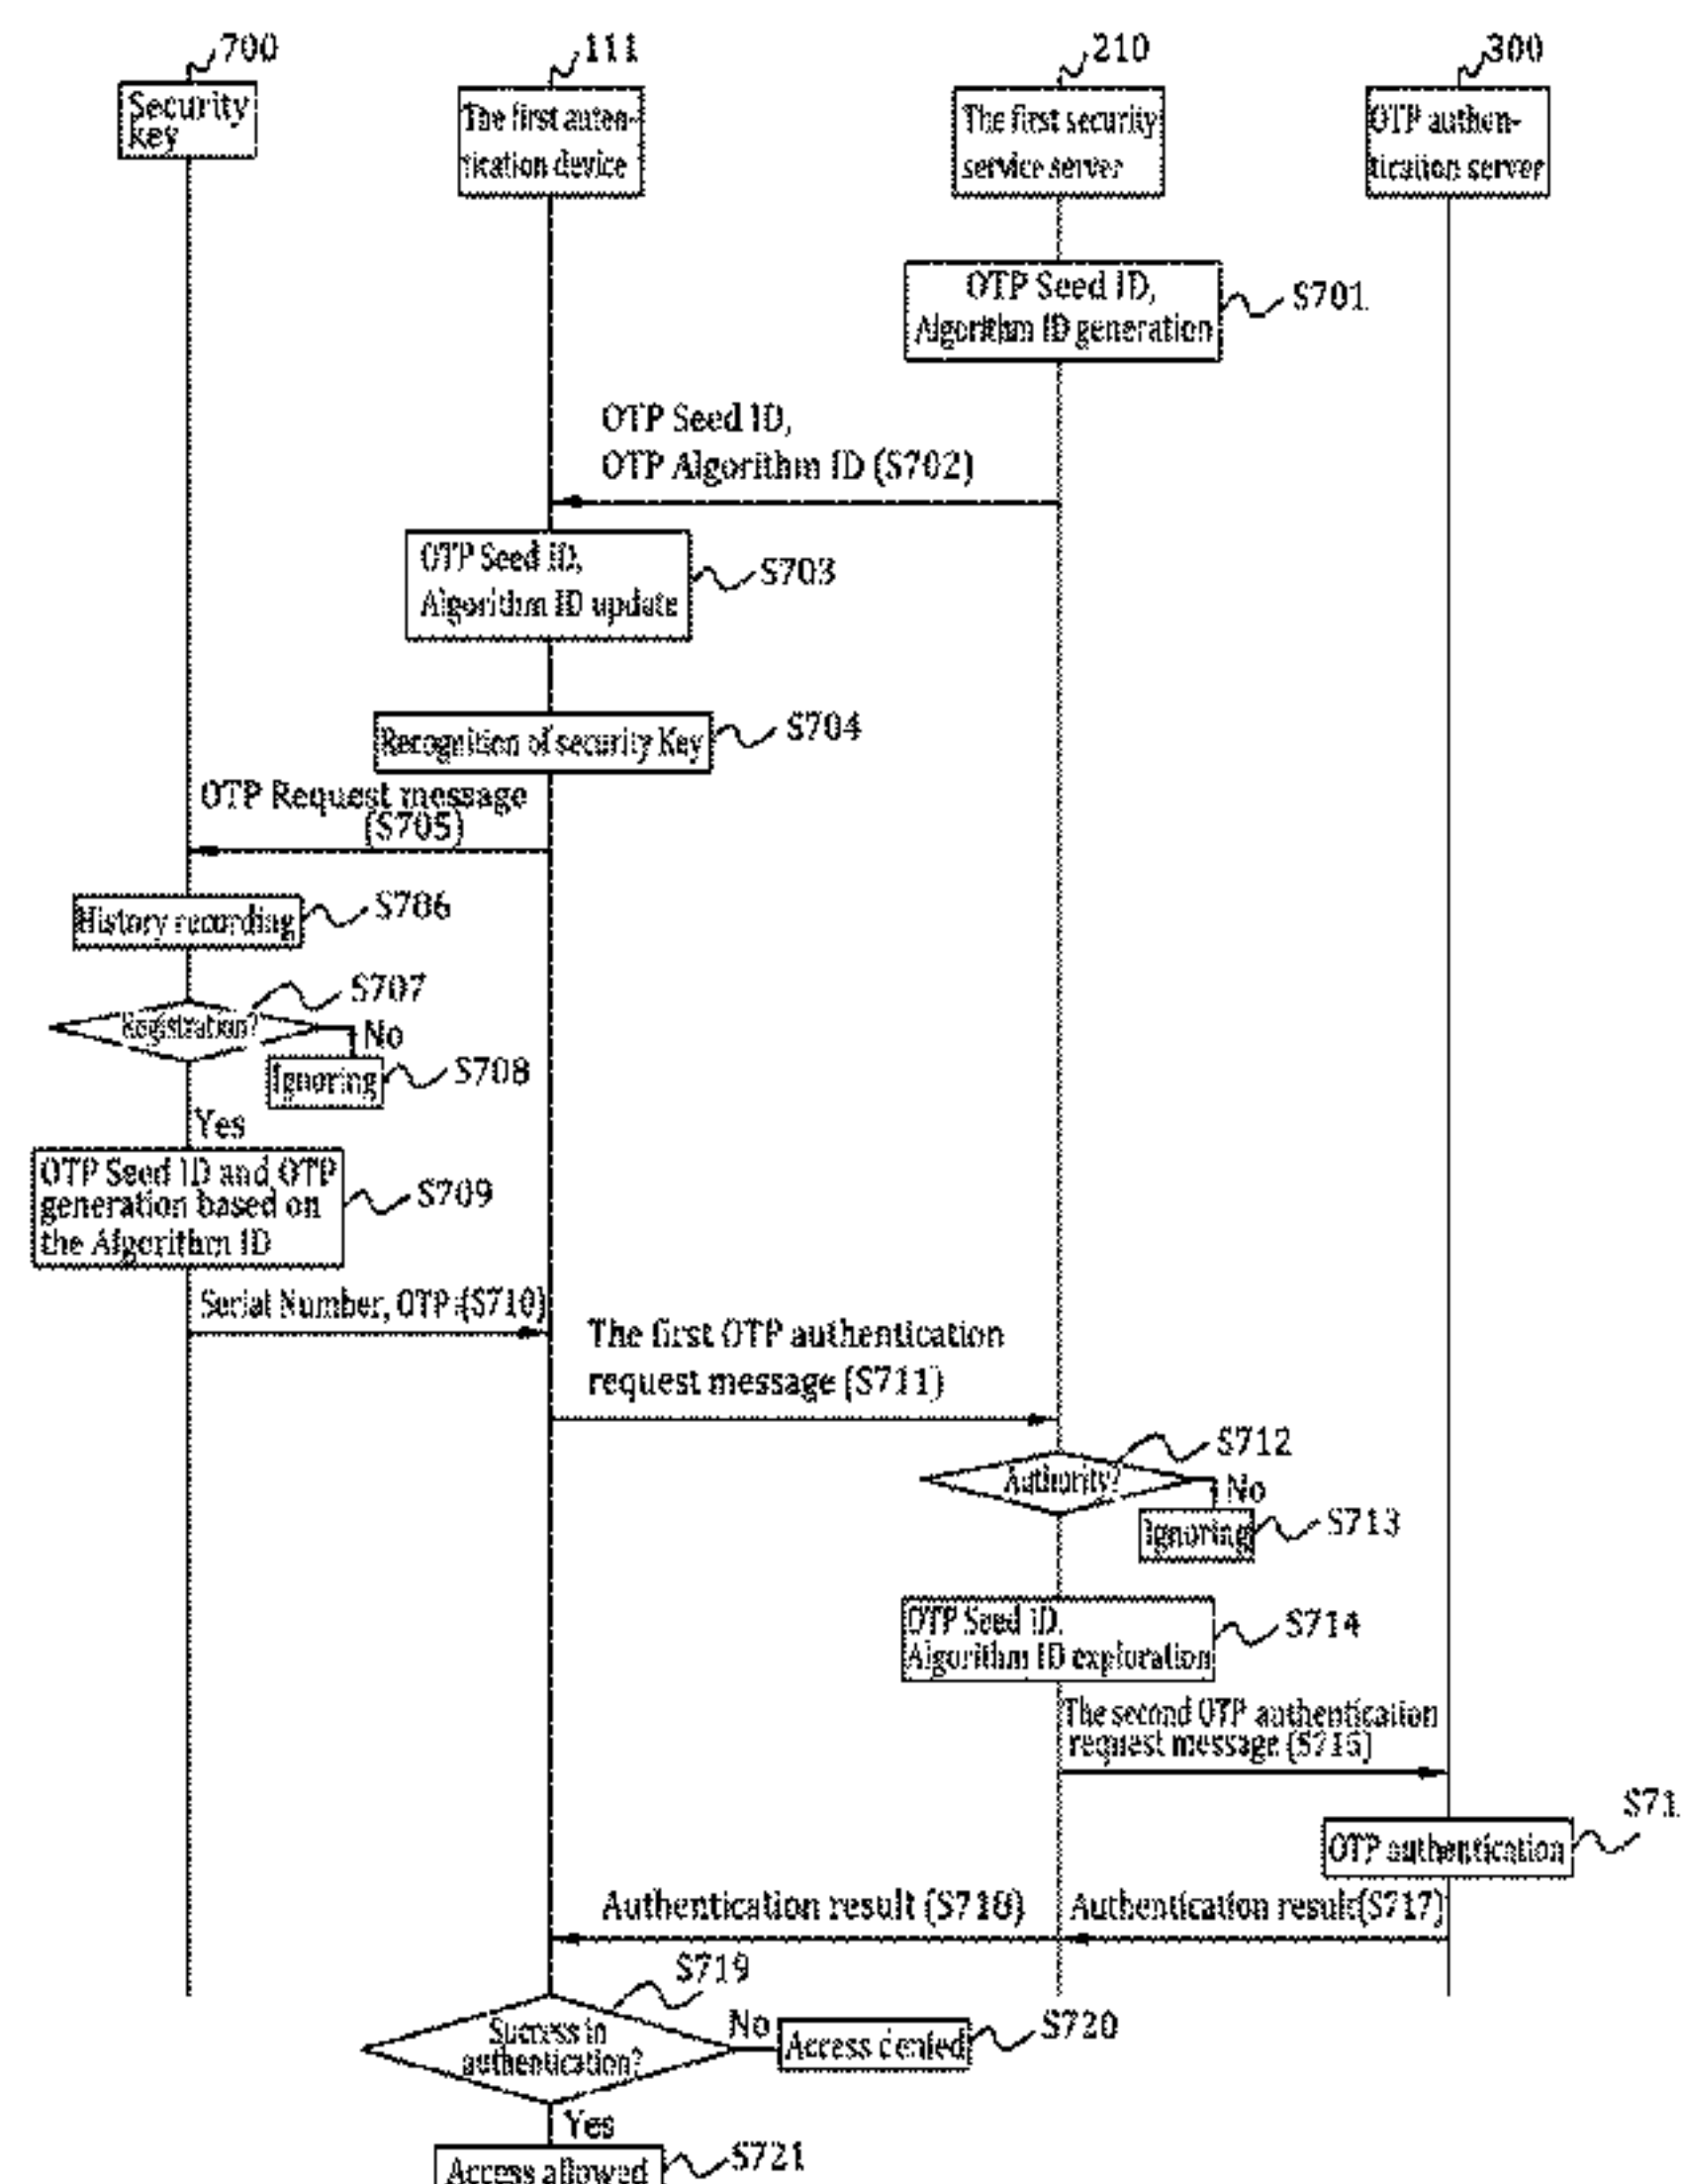 700
111
210
300
Security
key
The first auten-
tication device
The first security
service server
OTP authen-
tication server
OTP Seed ID,
Algorithm ID generation
S701
OTP Seed ID,
OTP Algorithm ID (S702)
OTP Seed ID,
Algorithm ID update
S703
Recognition of security Key
S704
OTP Request message
(S705)
History recording
S706
S707
Registration?
No
Ignoring
S708
Yes
OTP Seed ID and OTP
generation based on
the Algorithm ID
S709
Serial Number, OTP (S710)
The first OTP authentication
request message (S711)
S712
Authority?
No
Ignoring
S713
OTP Seed ID,
Algorithm ID exploration
S714
The second OTP authentication
request message (S715)
S71
OTP authentication
Authentication result (S718)
Authentication result(S717)
S719
Success in
authentication?
No
Access denied
S720
Yes
Access allowed
S721